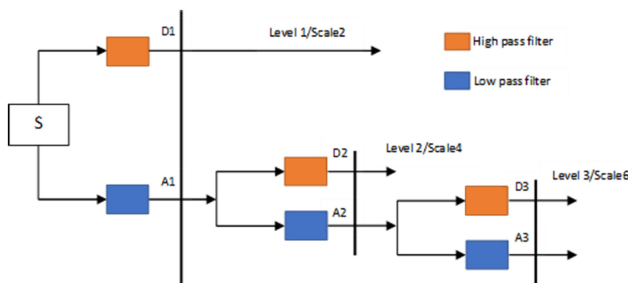 D1
Level 1/Scale2
High pass filter
Low pass filter
S
A1
D2
Level 2/Scale4
A2
D3
Level 3/Scale6
A3